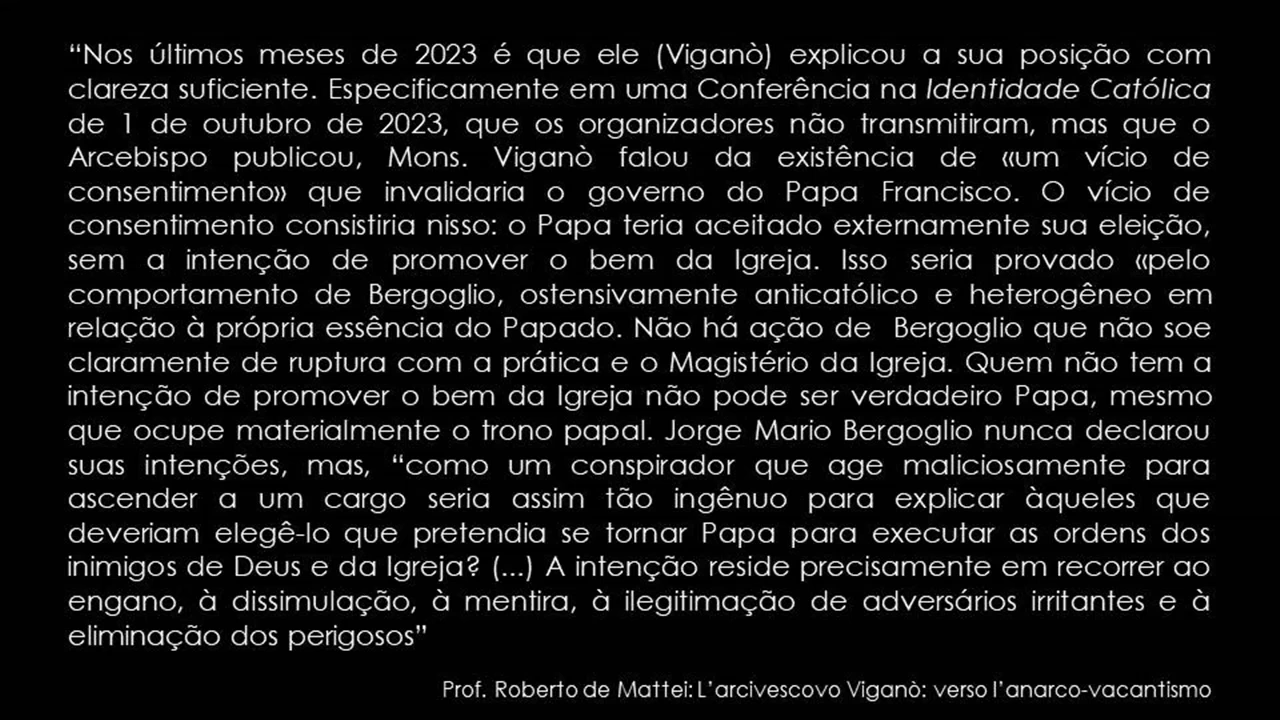 “Nos últimos meses de 2023 é que ele (Viganò) explicou a sua posição com
clareza suficiente. Especificamente em uma Conferência na Identidade Católica
de 1 de outubro de 2023, que os organizadores não transmitiram, mas que o
Arcebispo publicou, Mons. Viganò falou da existência de «um vício de
consentimento» que invalidaria o governo do Papa Francisco. O vício de
consentimento consistiria nisso: o Papa teria aceitado externamente sua eleição,
sem a intenção de promover o bem da Igreja. Isso seria provado «pelo
comportamento de Bergoglio, ostensivamente anticatólico e heterogêneo em
relação à própria essência do Papado. Não há ação de Bergoglio que não soe
claramente de ruptura com a prática e o Magistério da Igreja. Quem não tem a
intenção de promover o bem da Igreja não pode ser verdadeiro Papa, mesmo
que ocupe materialmente o trono papal. Jorge Mario Bergoglio nunca declarou
suas intenções, mas, “como um conspirador que age maliciosamente para
ascender a um cargo seria assim tão ingênuo para explicar àqueles que
deveriam elegê-lo que pretendia se tornar Papa para executar as ordens dos
inimigos de Deus e da Igreja? (...) A intenção reside precisamente em recorrer ao
engano, à dissimulação, à mentira, à ilegitimação de adversários irritantes e à
eliminação dos perigosos”
Prof. Roberto de Mattei: L’arcivescovo Viganò: verso l’anarco-vacantismo